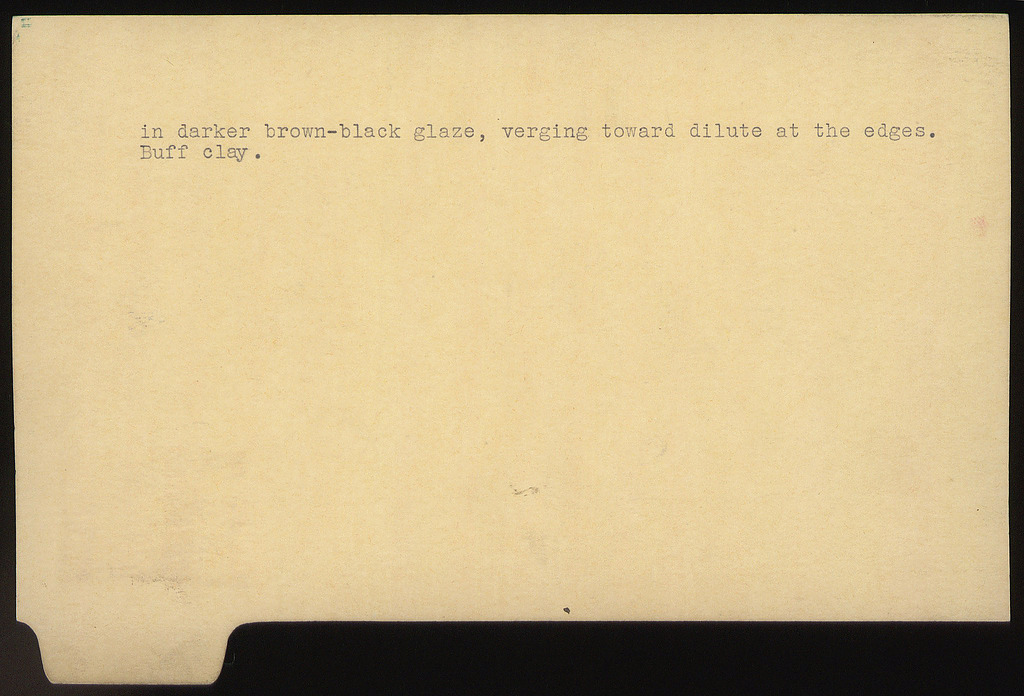 in darker brown-black glaze, verging toward dilute at the edges.
Buff clay.